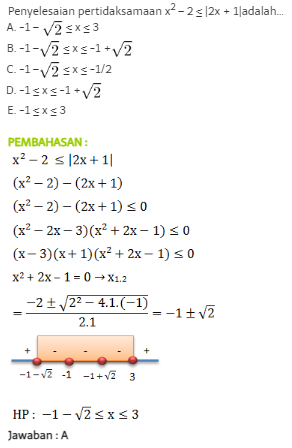 Penyelesaian pertidaksamaan x² – 2 ≤ |2x + 1|adalah...
A. -1 – √2 ≤ x ≤ 3
B. -1 – √2 ≤ x ≤ -1 + √2
C. -1 – √2 ≤ x ≤ -1/2
D. -1 ≤ x ≤ -1 + √2
E. -1 ≤ x ≤ 3
PEMBAHASAN :
x² − 2 ≤ |2x + 1|
(x² − 2) − (2x + 1)
(x² − 2) − (2x + 1) ≤ 0
(x² − 2x − 3)(x² + 2x − 1) ≤ 0
(x − 3)(x + 1)(x² + 2x − 1) ≤ 0
x² + 2x – 1 = 0 → x₁.₂
= (−2 ± √(2² − 4.1.(−1)))/2.1 = −1 ± √2
+ - - - +
−1−√2 -1 −1+√2 3
HP : −1 − √2 ≤ x ≤ 3
Jawaban : A